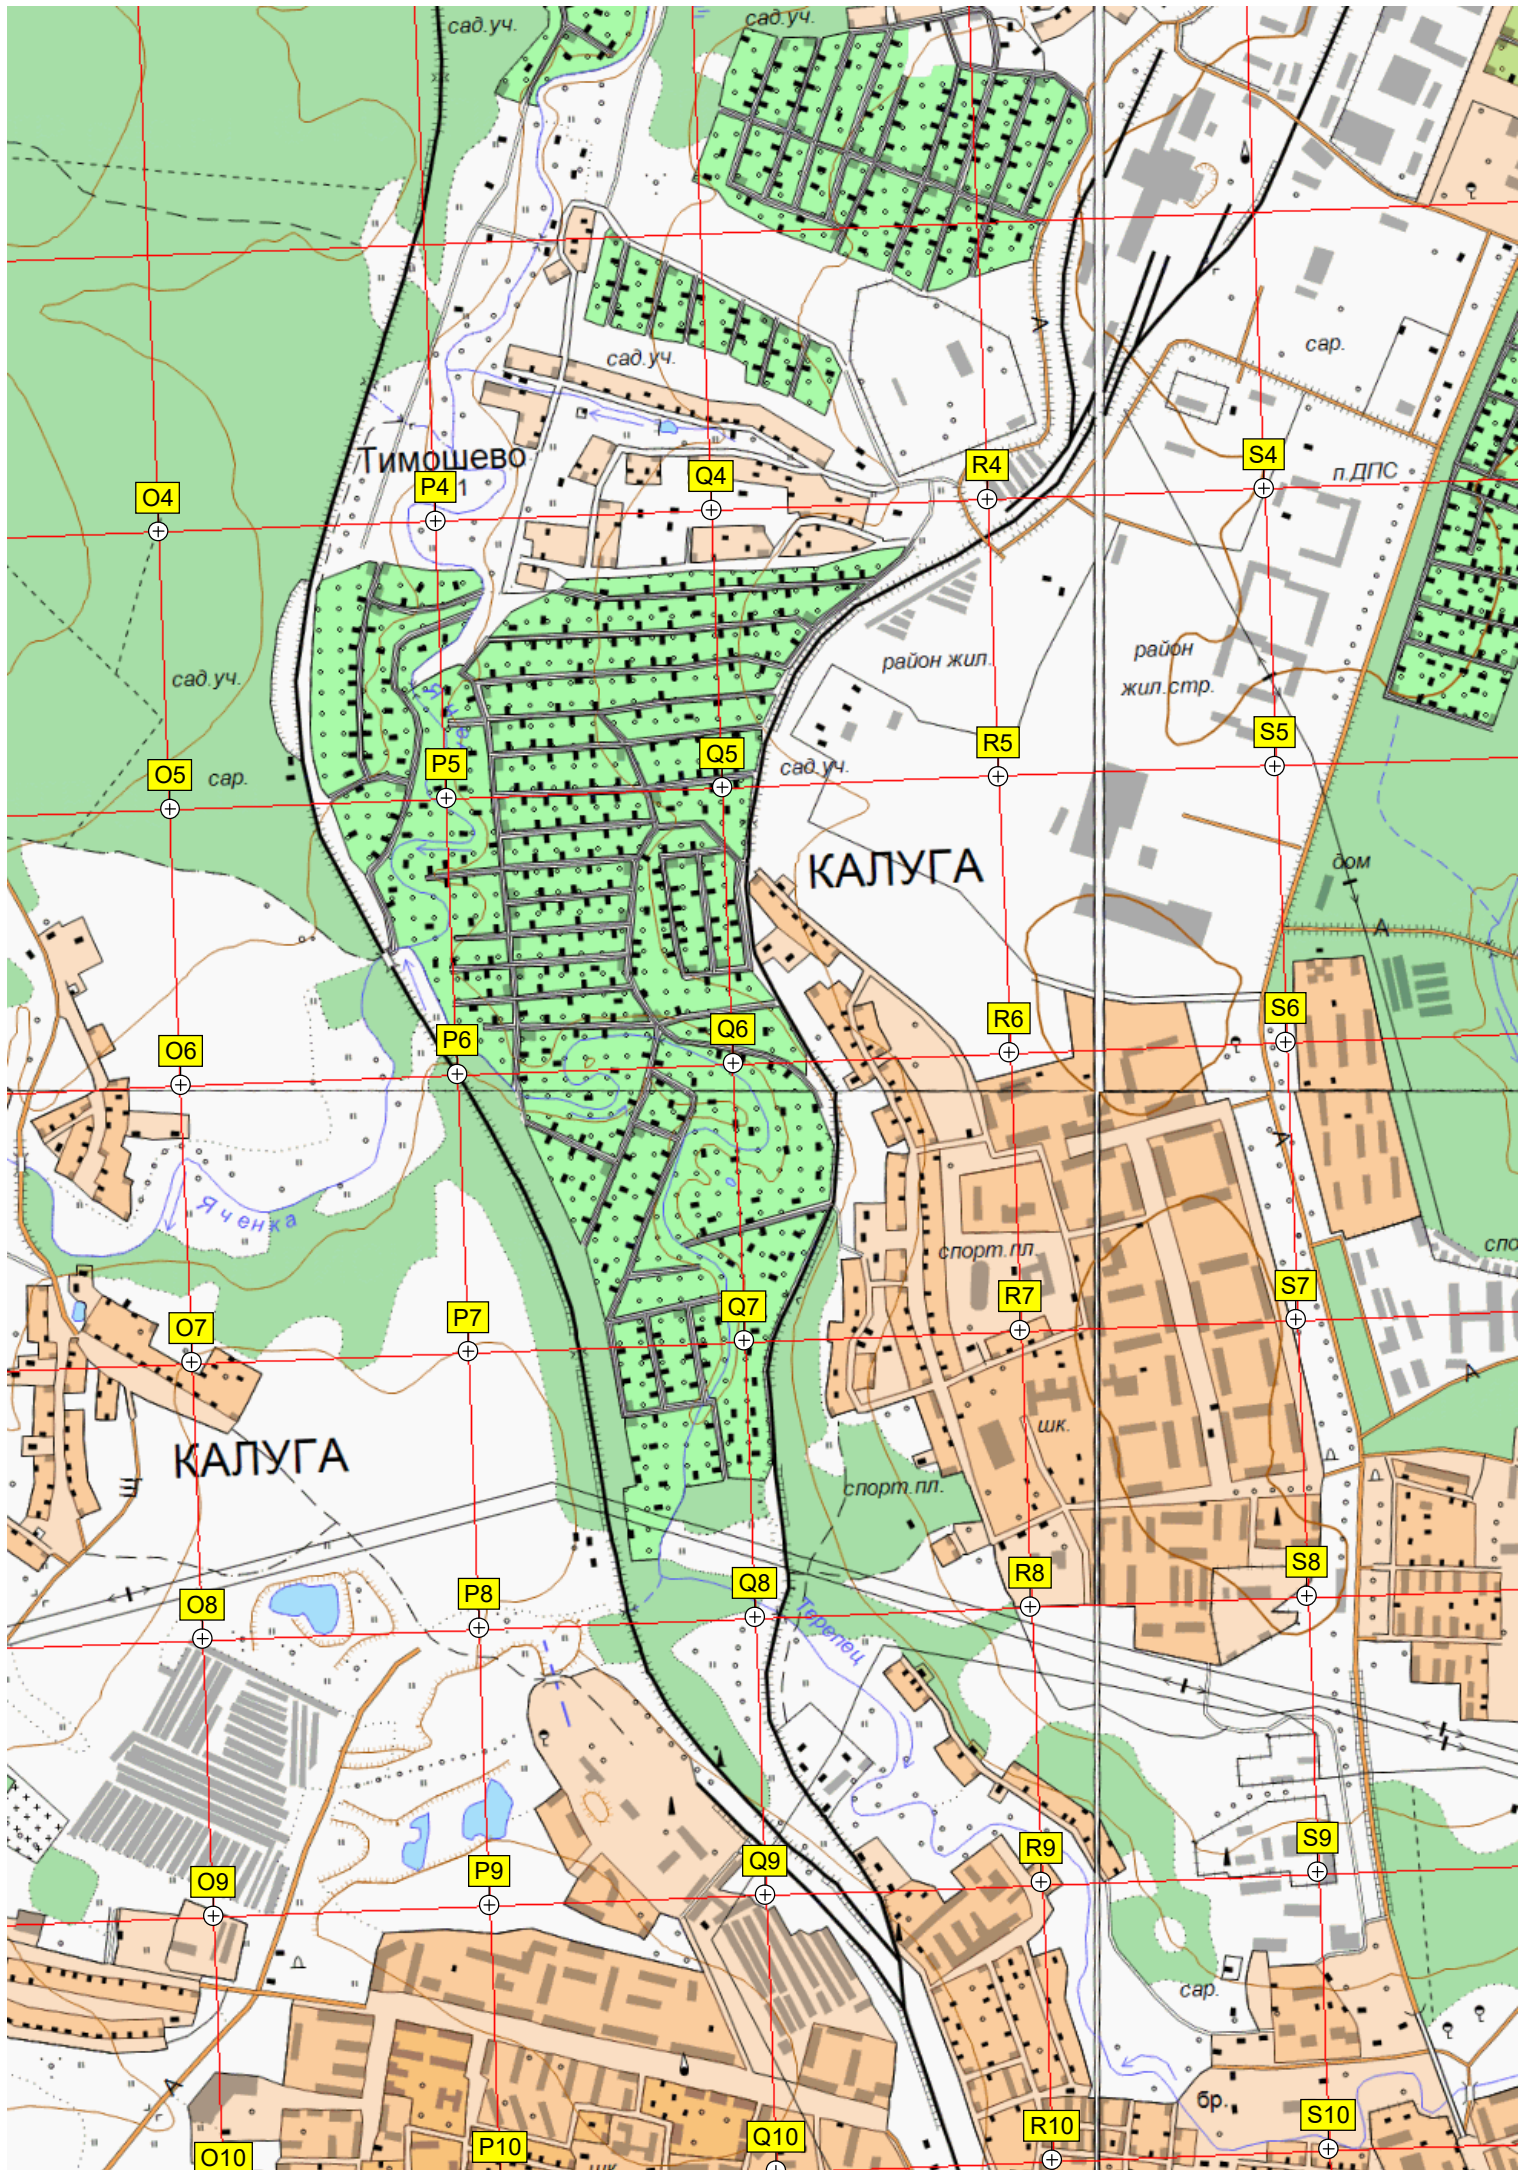 сад.уч.
сад.уч.
А
сад.уч.
сар.
Тимошево
1
п.ДПС
O4
P4
Q4
R4
S4
район жил.
район
жил.стр.
сад.уч.
сар.
сад.уч.
O5
P5
Q5
R5
S5
КАЛУГА
дом
А
O6
P6
Q6
R6
S6
А
Яченка
спорт.пл.
спо
O7
P7
Q7
R7
S7
А
шк.
КАЛУГА
спорт.пл.
O8
P8
Q8
R8
S8
Терепец
O9
P9
Q9
R9
S9
сар.
А
бр.
O10
P10
Q10
R10
S10
шк